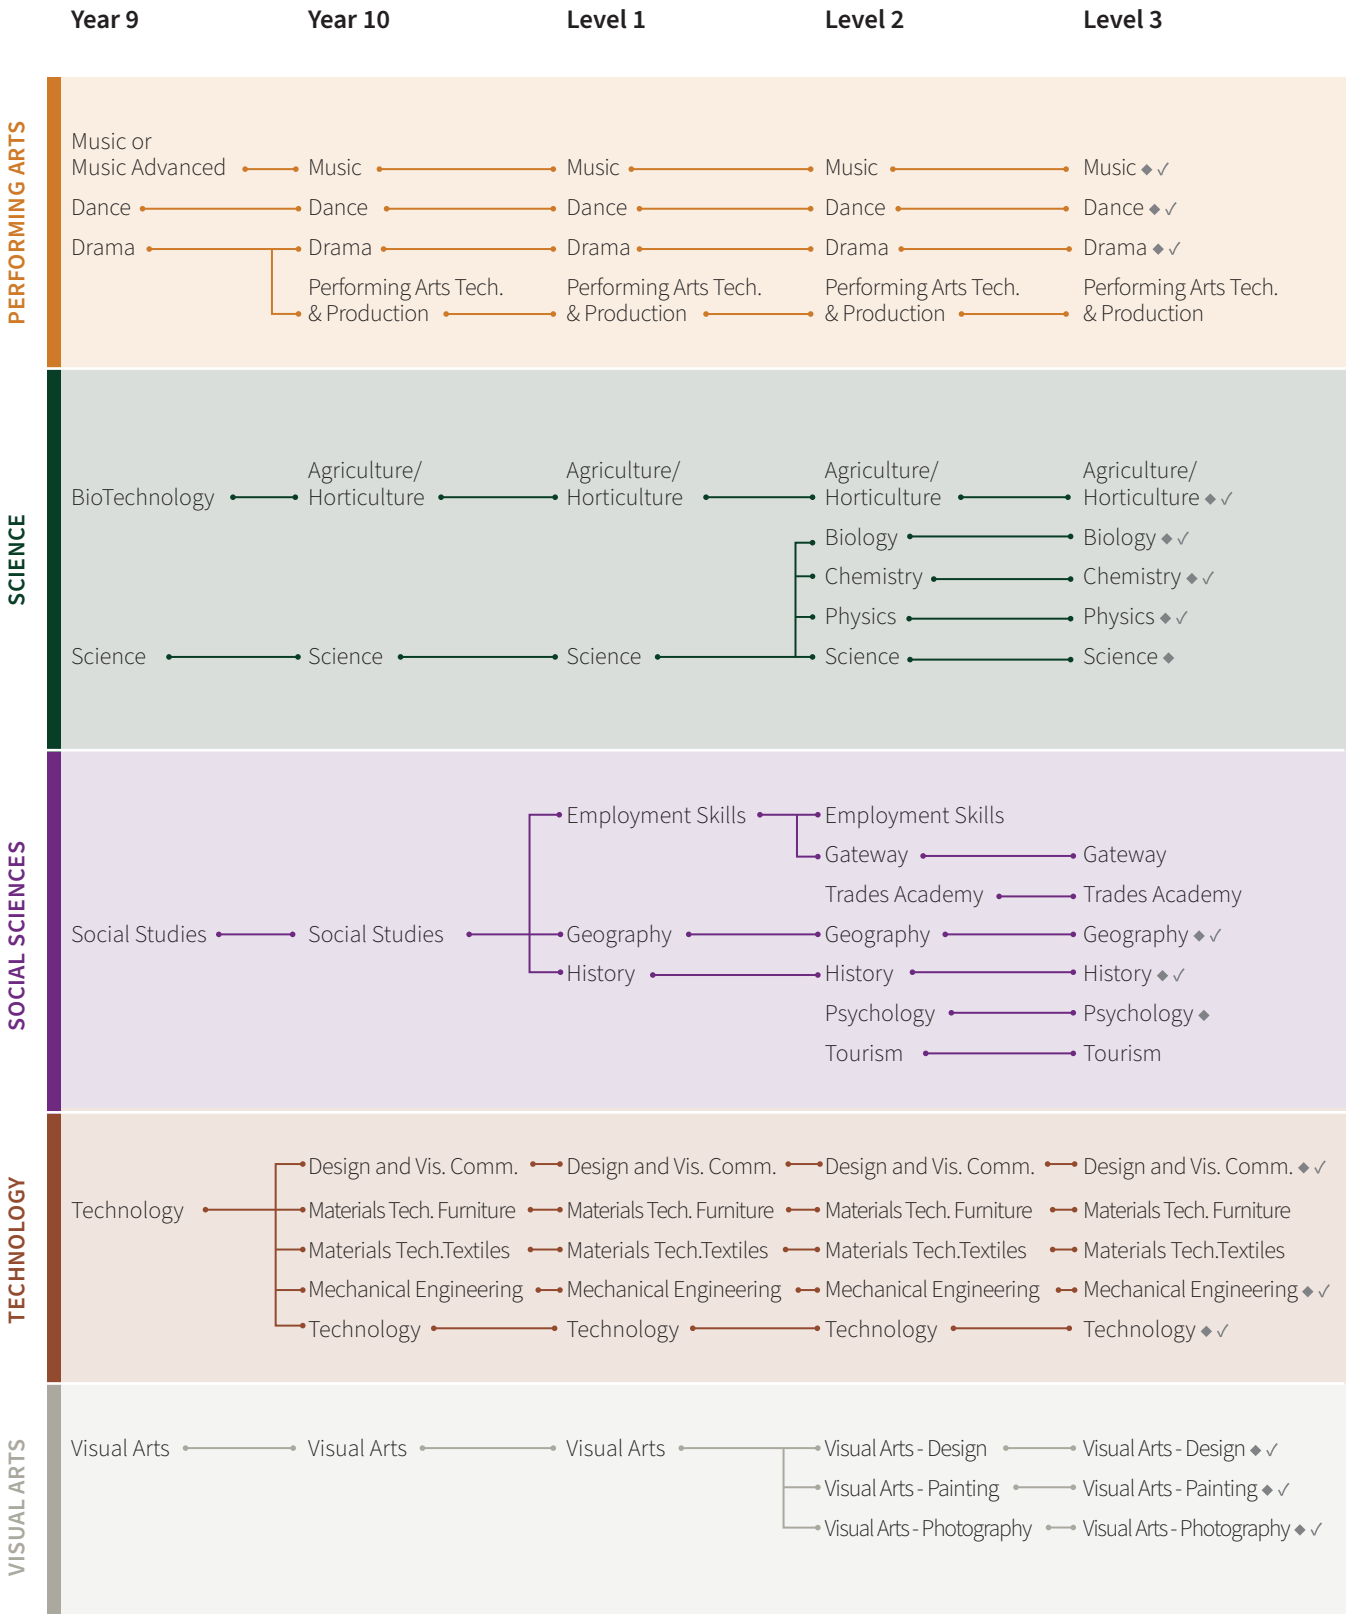 Year 9 Year 10 Level 1 Level 2 Level 3
PERFORMING ARTS
Music or
Music Advanced Music Music Music Music ◆ ✓
Dance Dance Dance Dance Dance ◆ ✓
Drama Drama Drama Drama Drama ◆ ✓
Performing Arts Tech. Performing Arts Tech. Performing Arts Tech. Performing Arts Tech.
& Production & Production & Production & Production
SCIENCE
Agriculture/ Agriculture/ Agriculture/ Agriculture/
BioTechnology Horticulture Horticulture Horticulture Horticulture ◆ ✓
Biology Biology ◆ ✓
Chemistry Chemistry ◆ ✓
Physics Physics ◆ ✓
Science Science Science Science Science ◆
SOCIAL SCIENCES
Employment Skills Employment Skills
Gateway Gateway
Trades Academy Trades Academy
Social Studies Social Studies Geography Geography Geography ◆ ✓
History History History ◆ ✓
Psychology Psychology ◆
Tourism Tourism
TECHNOLOGY
Design and Vis. Comm. Design and Vis. Comm. Design and Vis. Comm. Design and Vis. Comm. ◆ ✓
Technology Materials Tech. Furniture Materials Tech. Furniture Materials Tech. Furniture Materials Tech. Furniture
Materials Tech.Textiles Materials Tech.Textiles Materials Tech.Textiles Materials Tech.Textiles
Mechanical Engineering Mechanical Engineering Mechanical Engineering Mechanical Engineering ◆ ✓
Technology Technology Technology Technology ◆ ✓
VISUAL ARTS
Visual Arts Visual Arts Visual Arts Visual Arts - Design Visual Arts - Design ◆ ✓
Visual Arts - Painting Visual Arts - Painting ◆ ✓
Visual Arts - Photography Visual Arts - Photography ◆ ✓